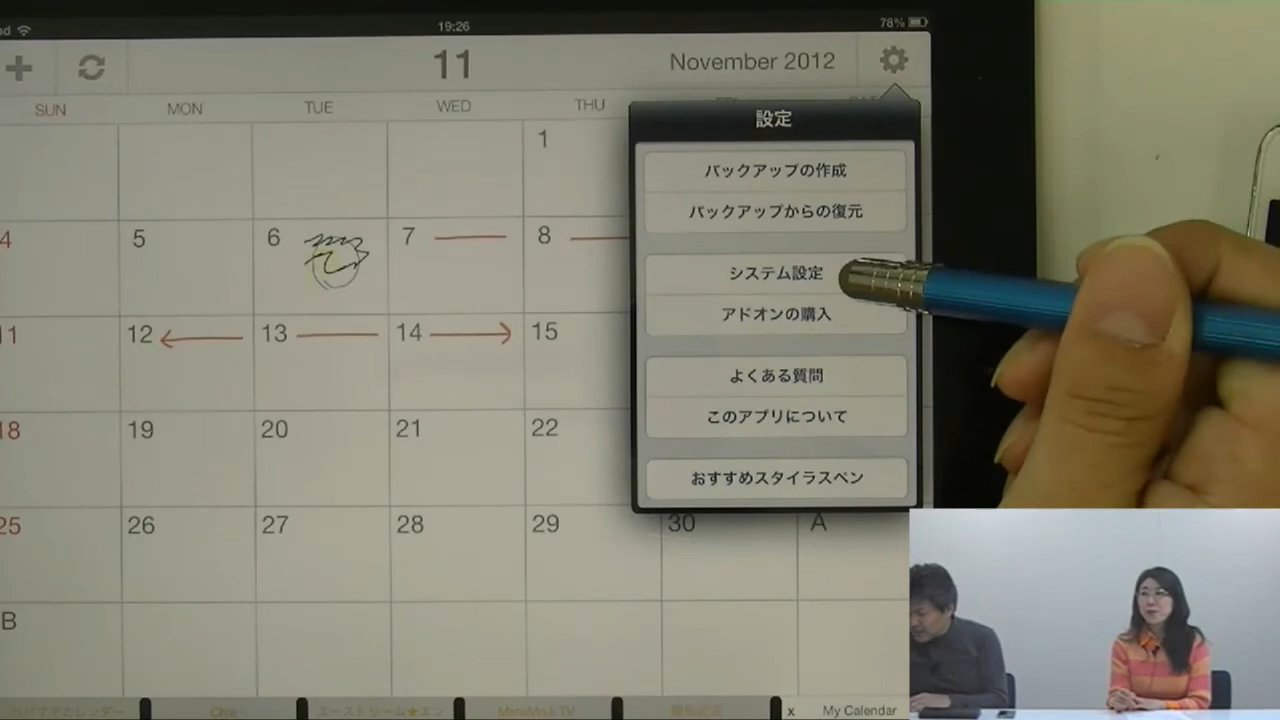 19:26
78%
11
November 2012
SUN MON TUE WED THU
設定
バックアップの作成
バックアップからの復元
システム設定
アドオンの購入
よくある質問
このアプリについて
おすすめスタイラスペン
1
4 5 6 7 8
11 12 13 14 15
18 19 20 21 22
25 26 27 28 29 30 A
B
x My Calendar